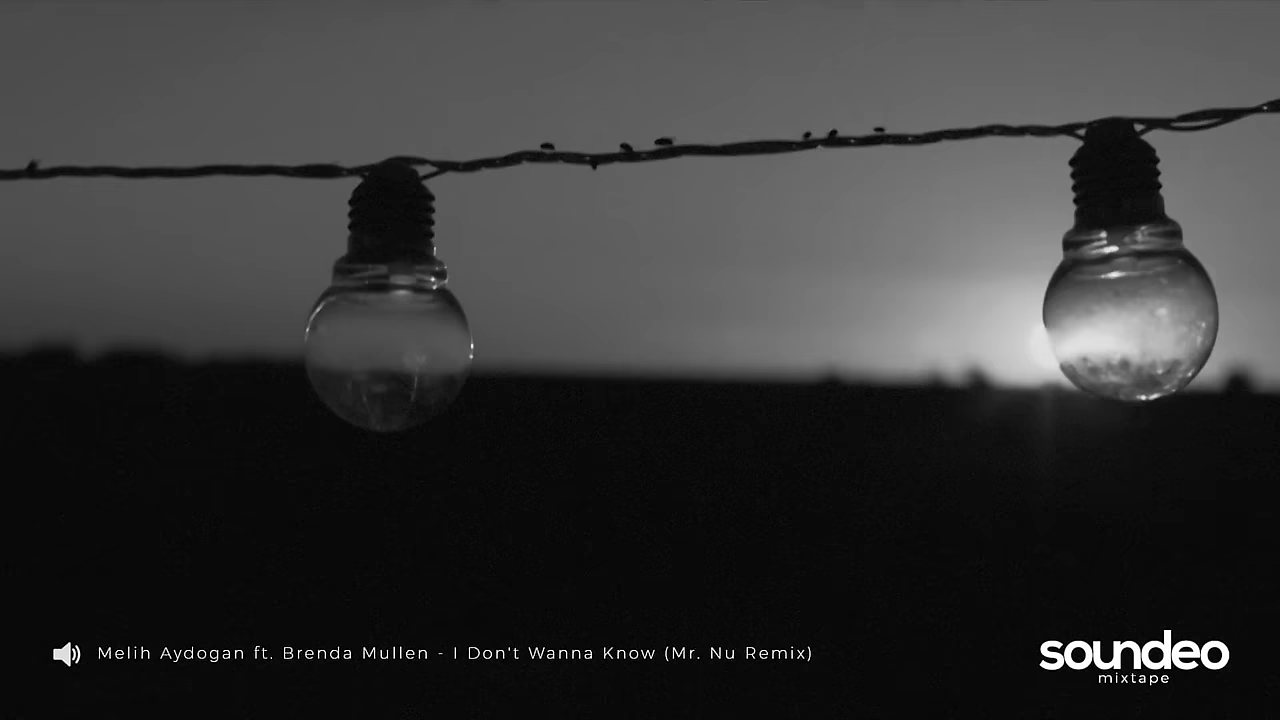 Melih Aydogan ft. Brenda Mullen - I Don't Wanna Know (Mr. Nu Remix)
soundeo
mixtape